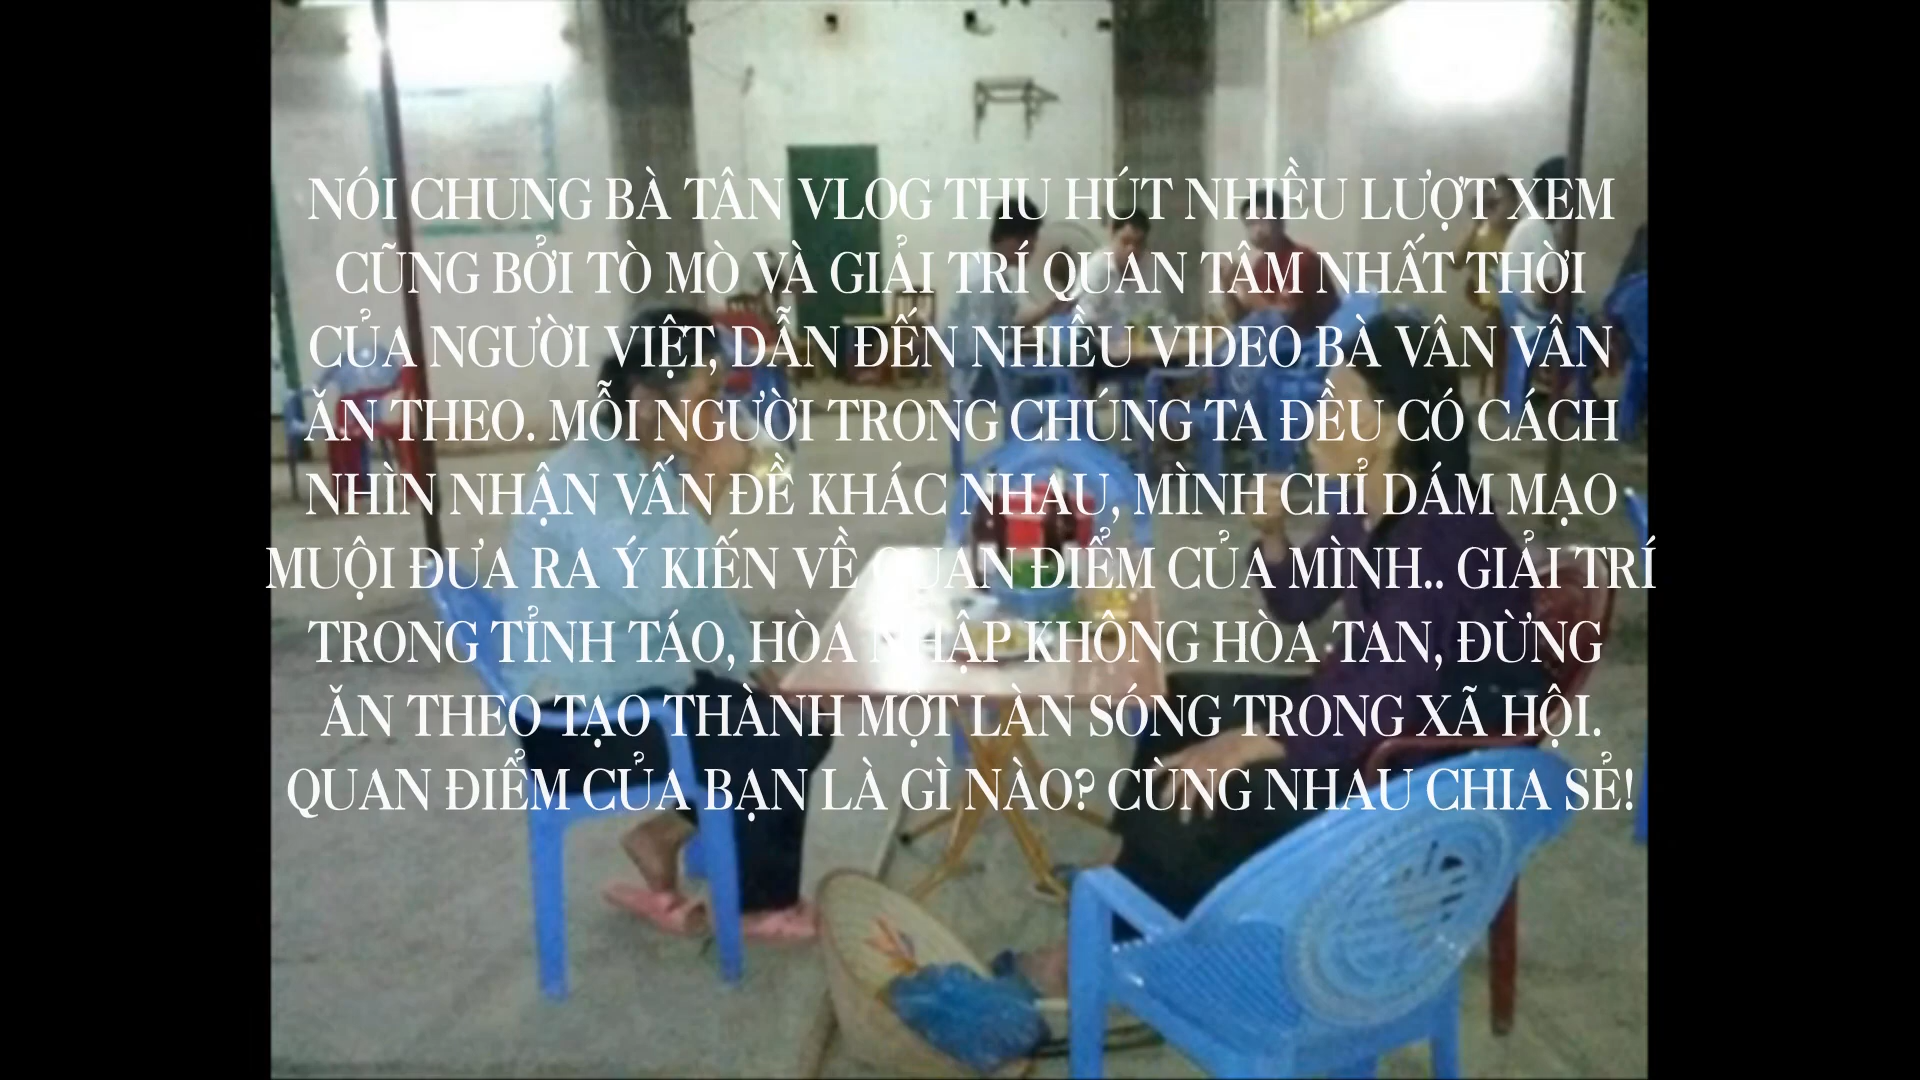 NÓI CHUNG BÀ TÂN VLOG THU HÚT NHIỀU LƯỢT XEM
CŨNG BỞI TÒ MÒ VÀ GIẢI TRÍ QUAN TÂM NHẤT THỜI
CỦA NGƯỜI VIỆT, DẪN ĐẾN NHIỀU VIDEO BÀ VÂN VÂN
ĂN THEO. MỖI NGƯỜI TRONG CHÚNG TA ĐỀU CÓ CÁCH
NHÌN NHẬN VẤN ĐỀ KHÁC NHAU, MÌNH CHỈ DÁM MẠO
MUỘI ĐƯA RA Ý KIẾN VỀ QUAN ĐIỂM CỦA MÌNH.. GIẢI TRÍ
TRONG TỈNH TÁO, HÒA NHẬP KHÔNG HÒA TAN, ĐỪNG
ĂN THEO TẠO THÀNH MỘT LÀN SÓNG TRONG XÃ HỘI.
QUAN ĐIỂM CỦA BẠN LÀ GÌ NÀO? CÙNG NHAU CHIA SẺ!